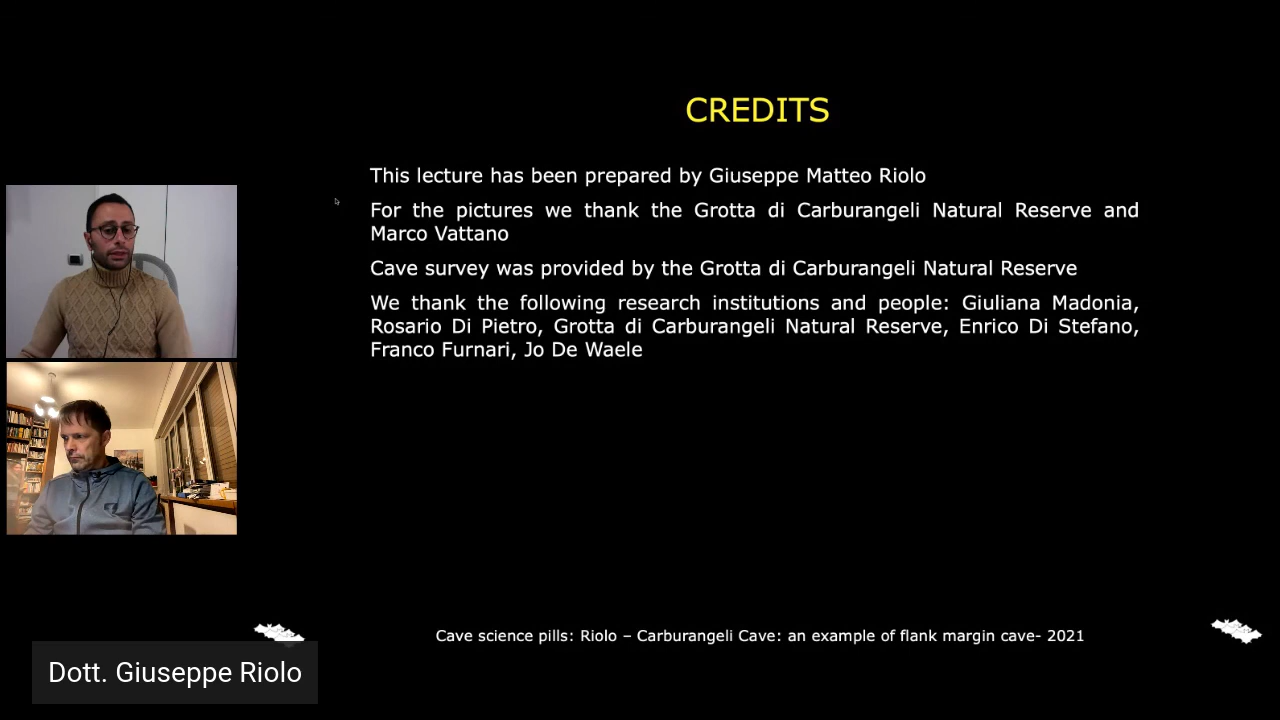 CREDITS
This lecture has been prepared by Giuseppe Matteo Riolo
For the pictures we thank the Grotta di Carburangeli Natural Reserve and
Marco Vattano
Cave survey was provided by the Grotta di Carburangeli Natural Reserve
We thank the following research institutions and people: Giuliana Madonia,
Rosario Di Pietro, Grotta di Carburangeli Natural Reserve, Enrico Di Stefano,
Franco Furnari, Jo De Waele
Cave science pills: Riolo – Carburangeli Cave: an example of flank margin cave- 2021
Dott. Giuseppe Riolo